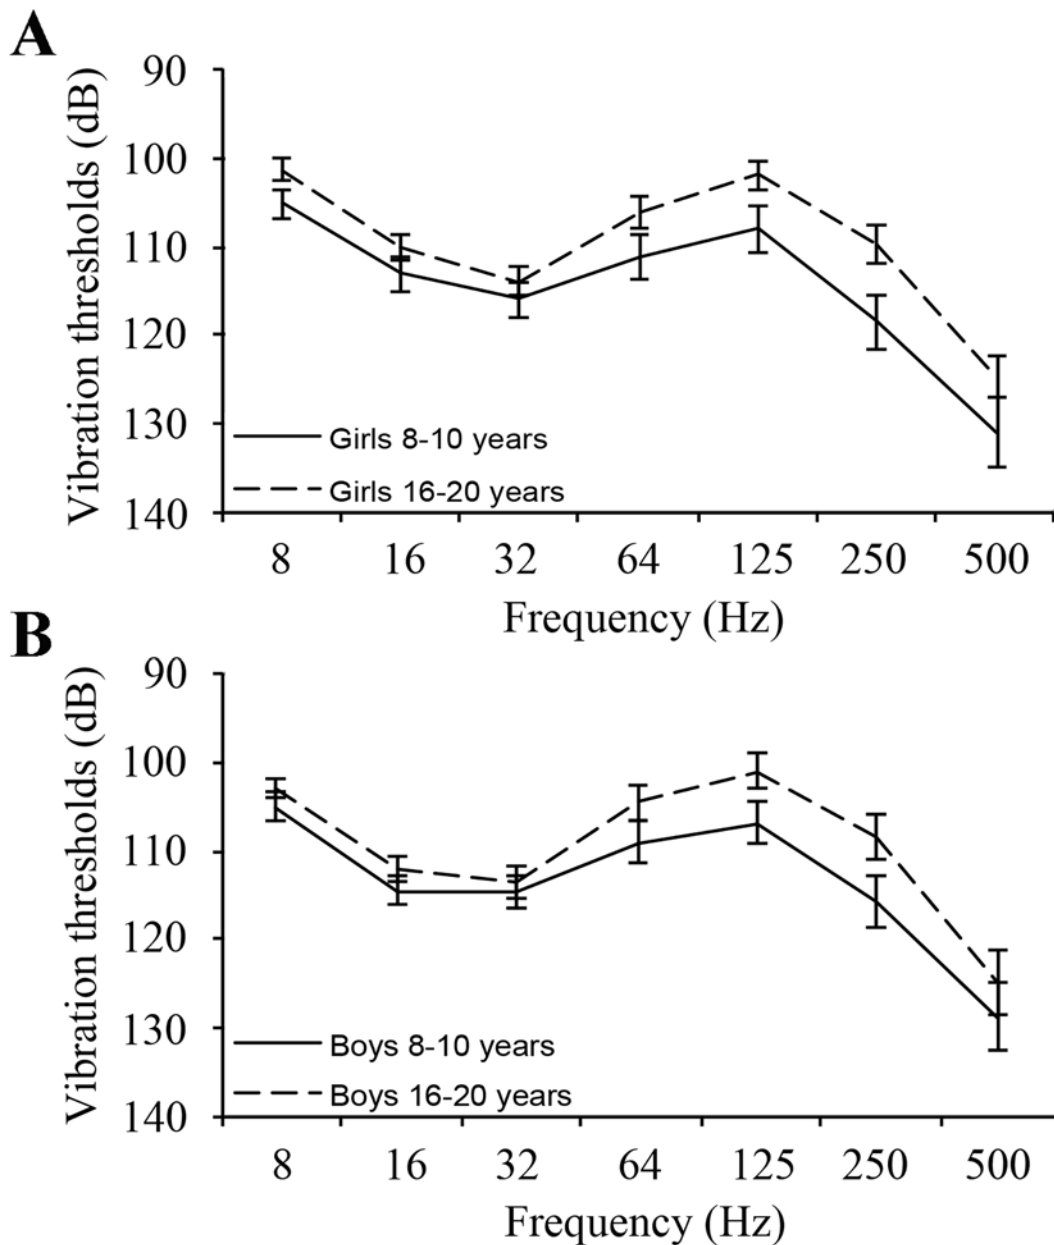 A
Vibration thresholds (dB)
90
100
110
120
130
140
Girls 8-10 years
Girls 16-20 years
8 16 32 64 125 250 500
Frequency (Hz)
B
Vibration thresholds (dB)
90
100
110
120
130
140
Boys 8-10 years
Boys 16-20 years
8 16 32 64 125 250 500
Frequency (Hz)